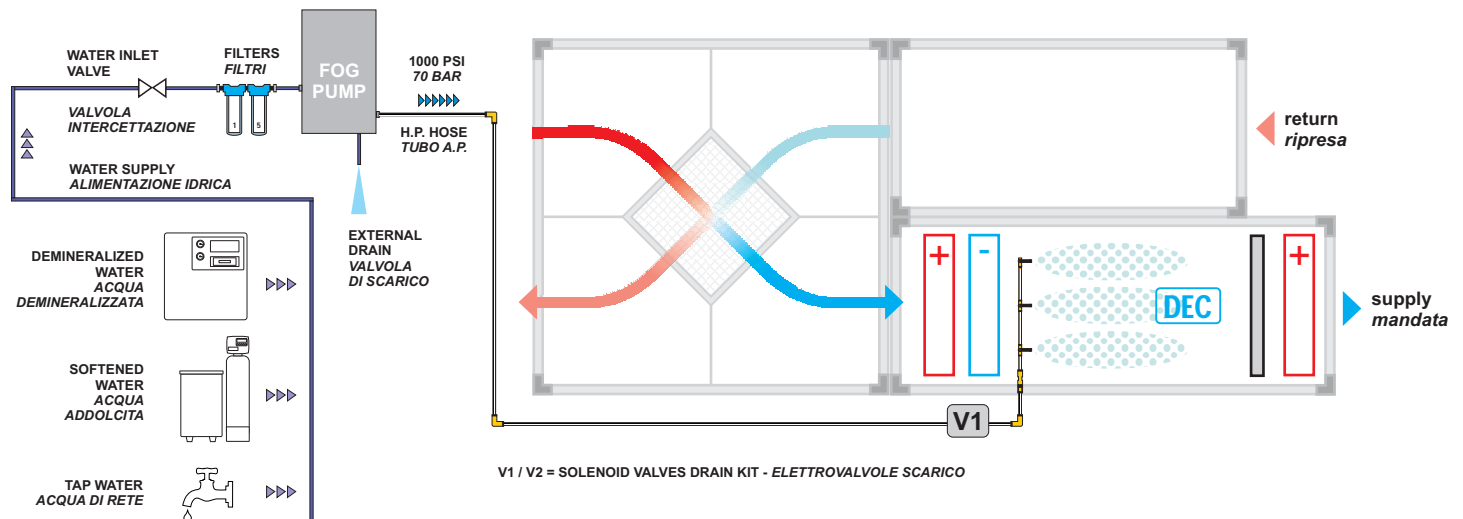 WATER INLET
VALVE
VALVOLA
INTERCETTAZIONE
FILTERS
FILTRI
1 5
FOG
PUMP
1000 PSI
70 BAR
H.P. HOSE
TUBO A.P.
WATER SUPPLY
ALIMENTAZIONE IDRICA
EXTERNAL
DRAIN
VALVOLA
DI SCARICO
DEMINERALIZED
WATER
ACQUA
DEMINERALIZZATA
SOFTENED
WATER
ACQUA
ADDOLCITA
TAP WATER
ACQUA DI RETE
return
ripresa
+ - +
DEC
supply
mandata
V1
V1 / V2 = SOLENOID VALVES DRAIN KIT - ELETTROVALVOLE SCARICO